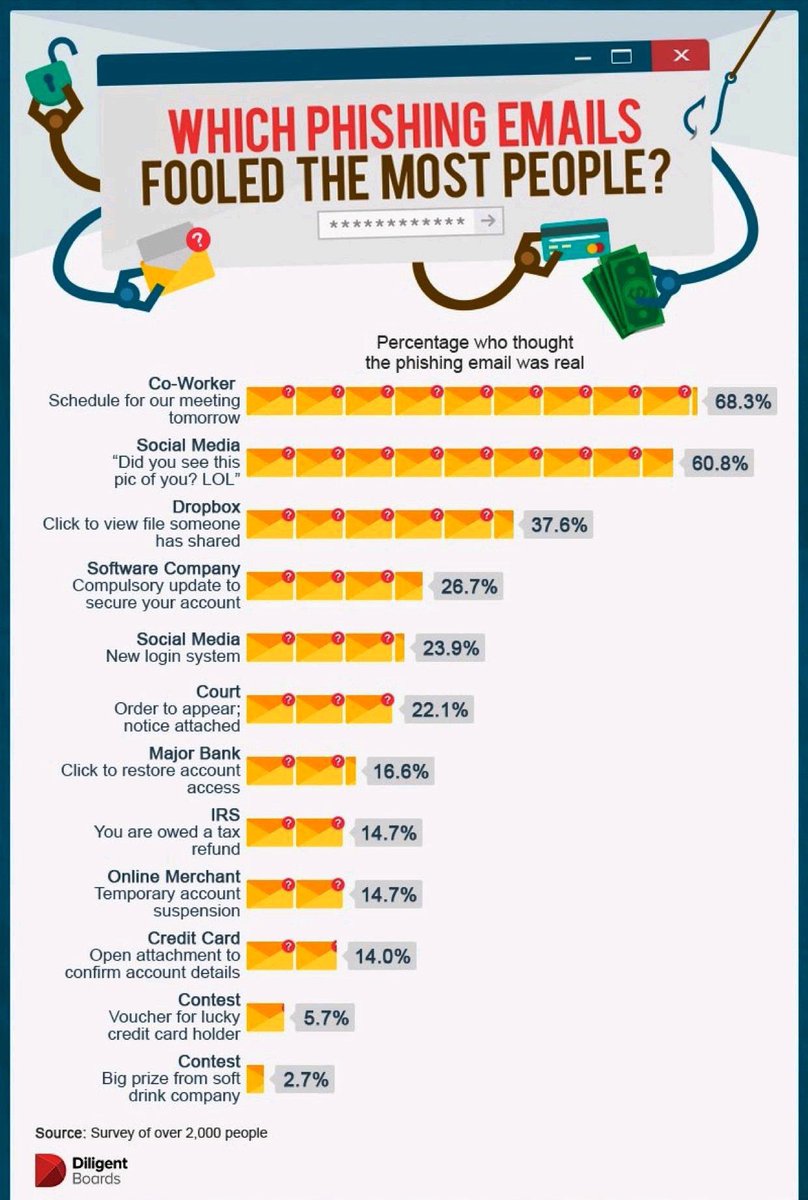 WHICH PHISHING EMAILS
FOOLED THE MOST PEOPLE?
************
Percentage who thought
the phishing email was real
Co-Worker
Schedule for our meeting
tomorrow
68.3%
Social Media
“Did you see this
pic of you? LOL”
60.8%
Dropbox
Click to view file someone
has shared
37.6%
Software Company
Compulsory update to
secure your account
26.7%
Social Media
New login system
23.9%
Court
Order to appear;
notice attached
22.1%
Major Bank
Click to restore account
access
16.6%
IRS
You are owed a tax
refund
14.7%
Online Merchant
Temporary account
suspension
14.7%
Credit Card
Open attachment to
confirm account details
14.0%
Contest
Voucher for lucky
credit card holder
5.7%
Contest
Big prize from soft
drink company
2.7%
Source: Survey of over 2,000 people
Diligent
Boards